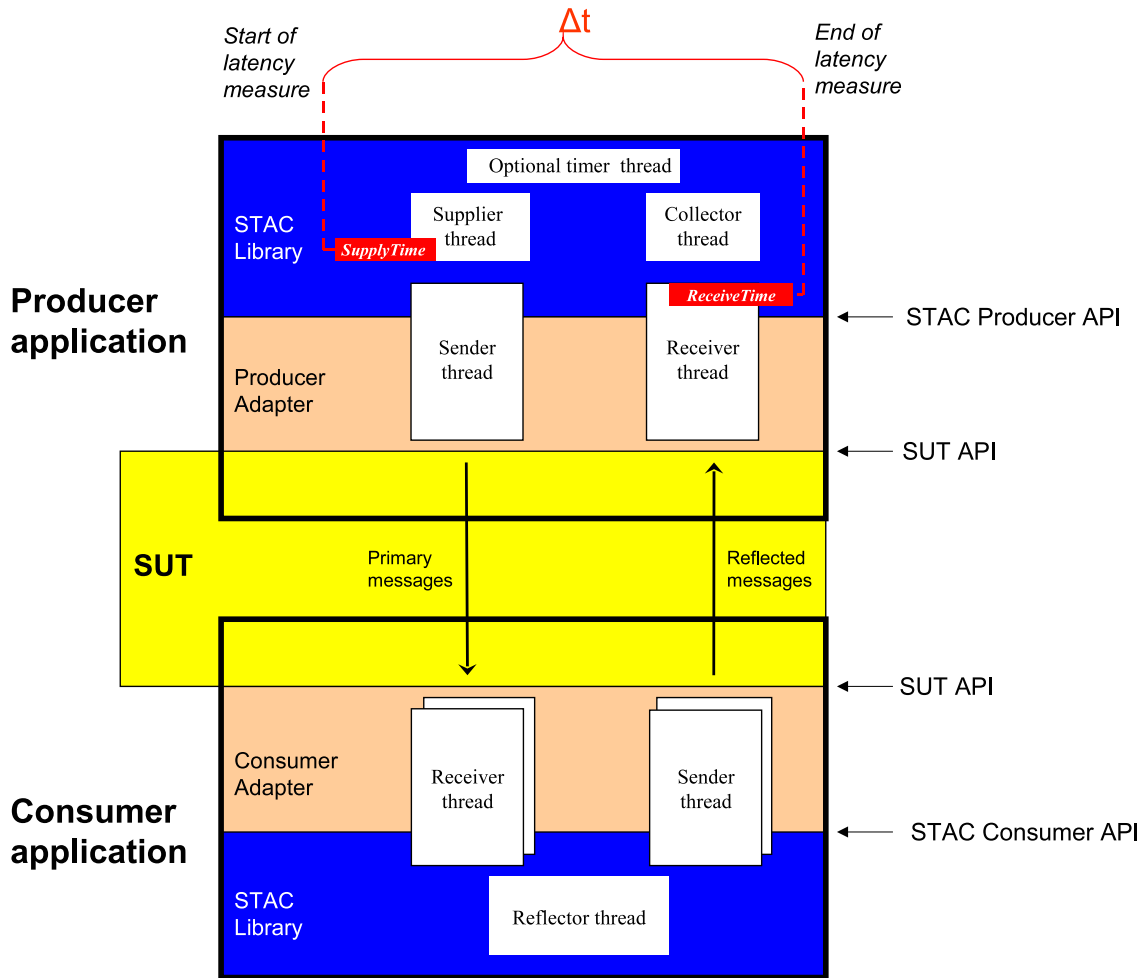 Δt
Start of
latency
measure
End of
latency
measure
Optional timer  thread
STAC
Library
Supplier
thread
Collector
thread
SupplyTime
ReceiveTime
Producer
application
STAC Producer API
Producer
Adapter
Sender
thread
Receiver
thread
SUT API
SUT
Primary
messages
Reflected
messages
SUT API
Consumer
Adapter
Receiver
thread
Sender
thread
Consumer
application
STAC Consumer API
STAC
Library
Reflector thread